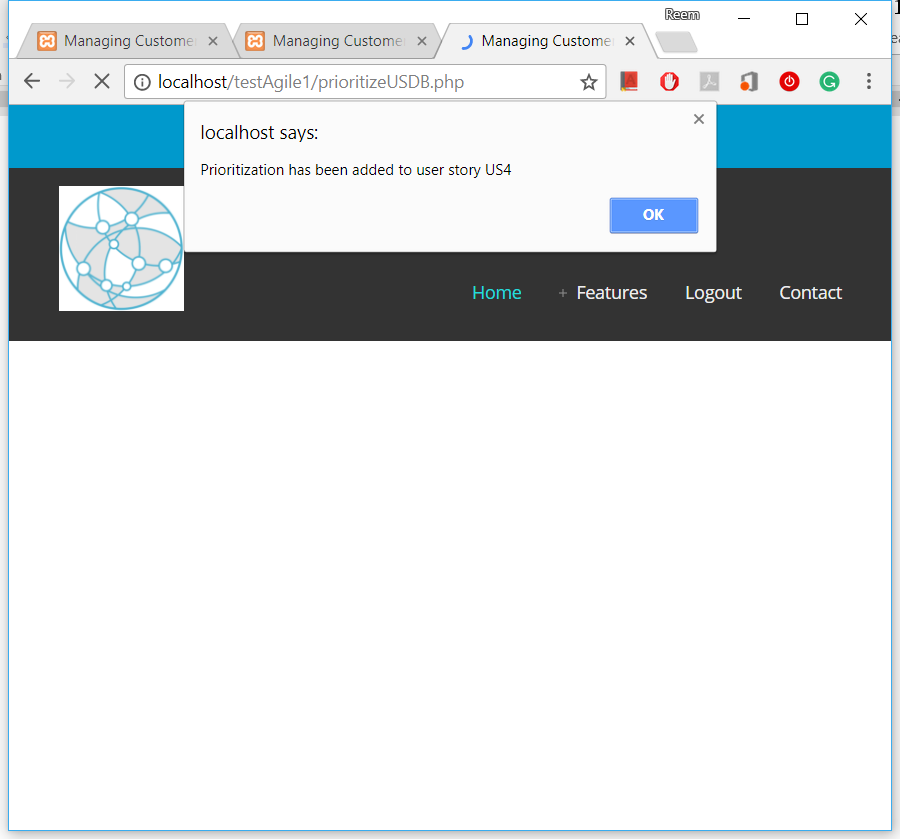 Reem
Managing Custome
Managing Custome
Managing Custome
localhost/testAgile1/prioritizeUSDB.php
localhost says:
Prioritization has been added to user story US4
OK
Home
+ Features
Logout
Contact